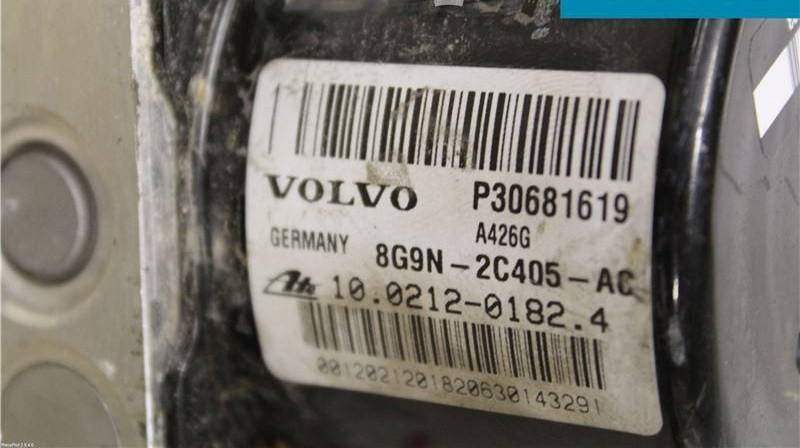 VOLVO P30681619
A426G
GERMANY 8G9N-2C405-AC
Ate 10.0212-0182.4
0012021201820630143291